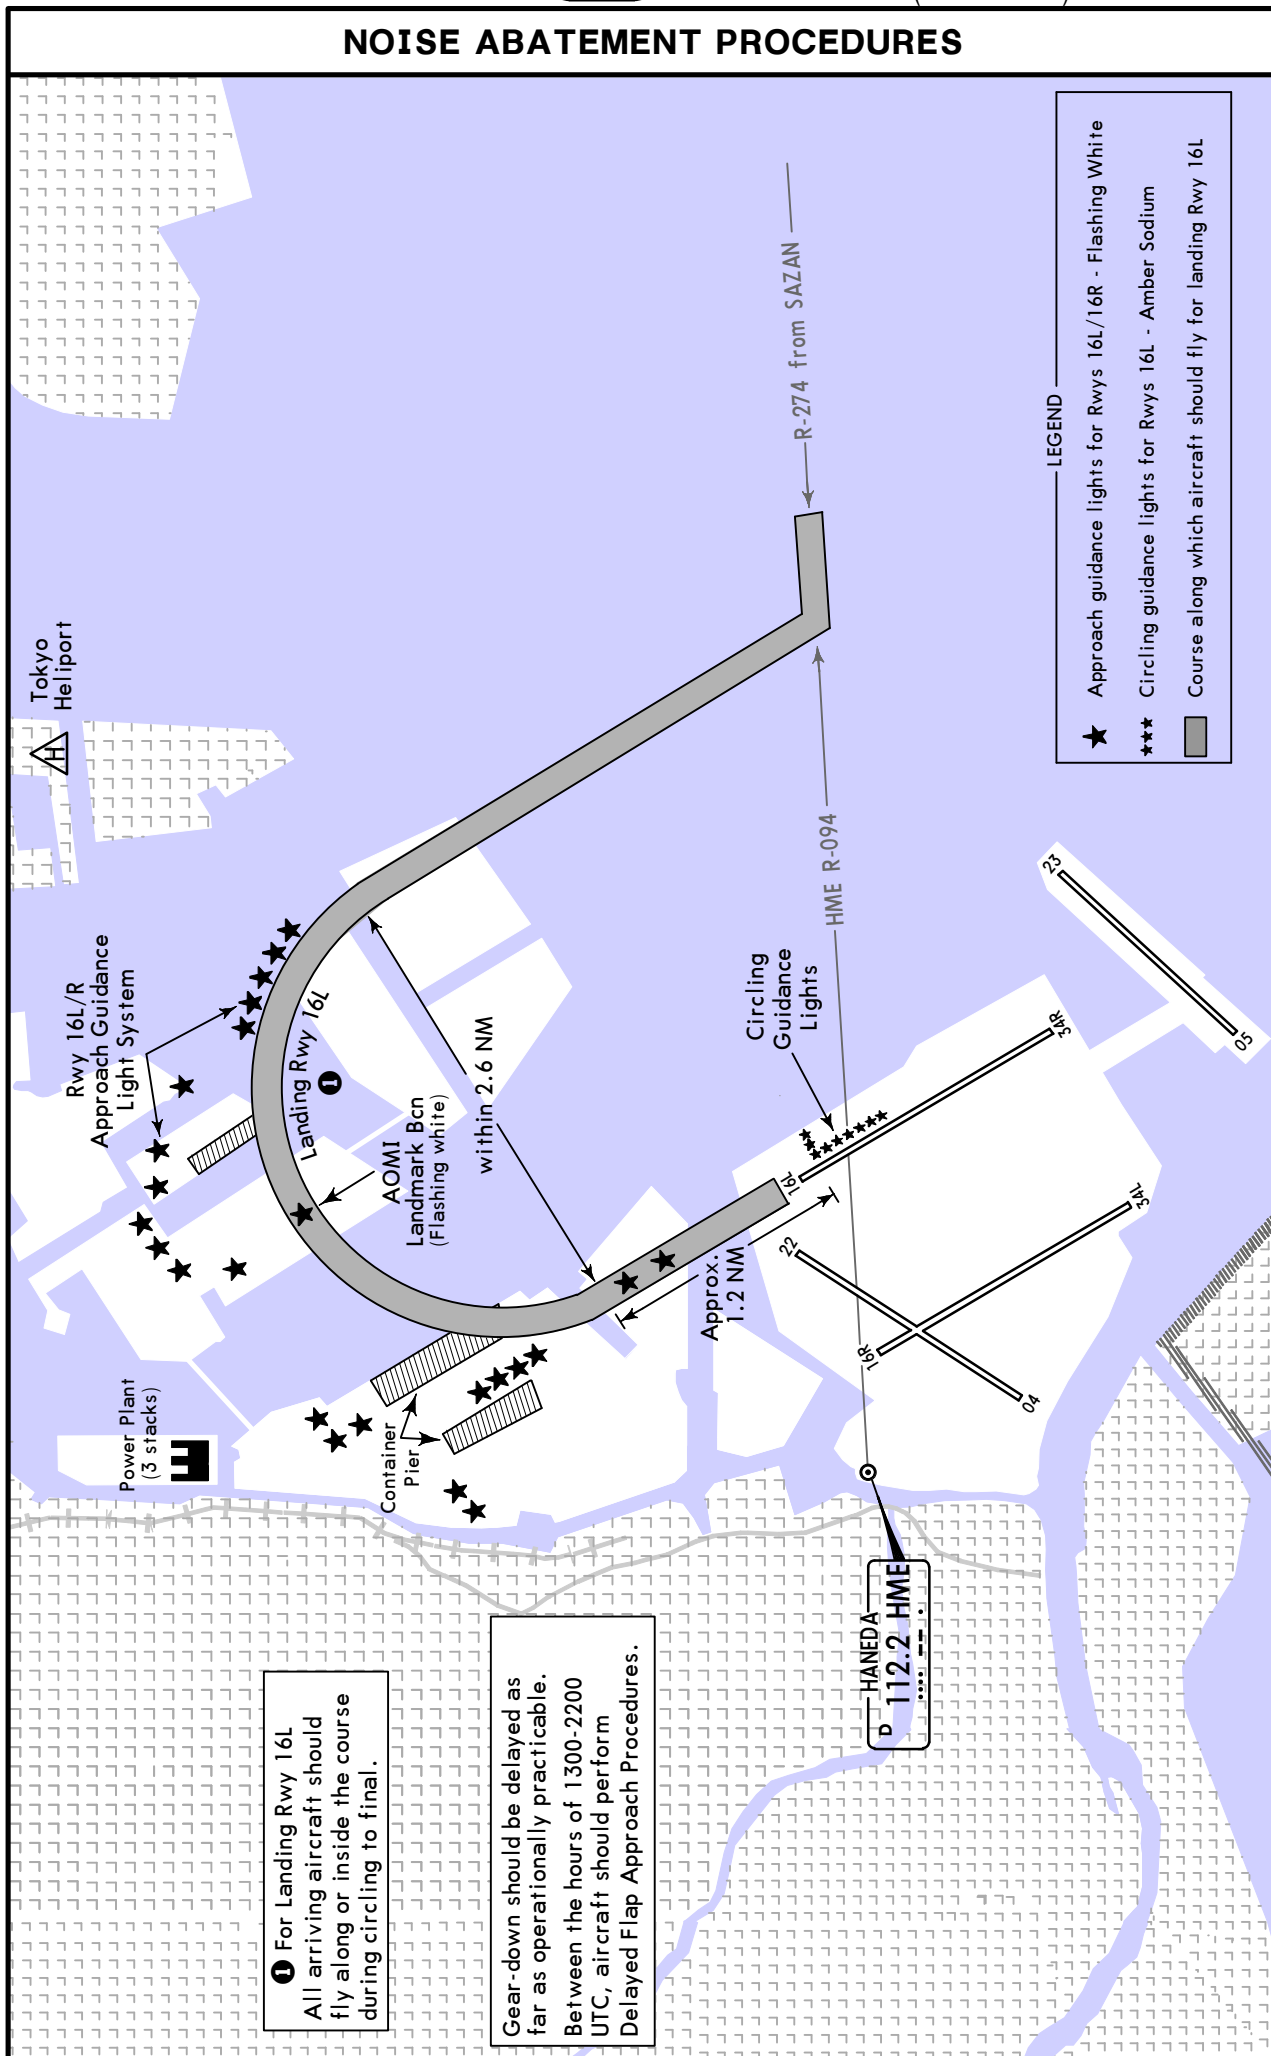 NOISE ABATEMENT PROCEDURES
Tokyo
Heliport
H
Rwy 16L/R
Approach Guidance
Light System
Landing Rwy 16L
1
AOMI
Landmark Bcn
(Flashing white)
within 2.6 NM
Power Plant
(3 stacks)
Container
Pier
Approx.
1.2 NM
Circling
Guidance
Lights
R-274 from SAZAN
HME R-094
16L
34R
22
04
16R
34L
23
05
HANEDA
D 112.2 HME
1 For Landing Rwy 16L
All arriving aircraft should
fly along or inside the course
during circling to final.
Gear-down should be delayed as
far as operationally practicable.
Between the hours of 1300-2200
UTC, aircraft should perform
Delayed Flap Approach Procedures.
LEGEND
Approach guidance lights for Rwys 16L/16R - Flashing White
Circling guidance lights for Rwys 16L - Amber Sodium
Course along which aircraft should fly for landing Rwy 16L